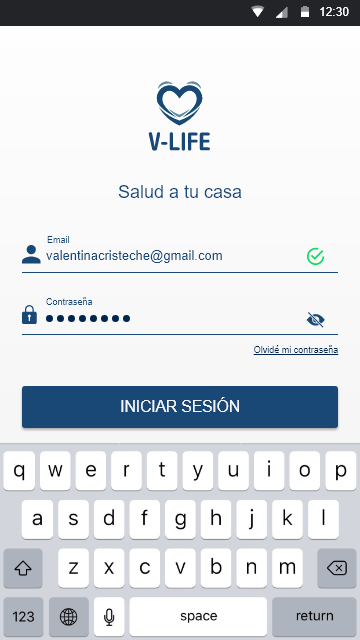 12:30
V-LIFE
Salud a tu casa
Email
valentinacristeche@gmail.com
Contraseña
Olvidé mi contraseña
INICIAR SESIÓN
q w e r t y u i o p
a s d f g h j k l
z x c v b n m
123 space return